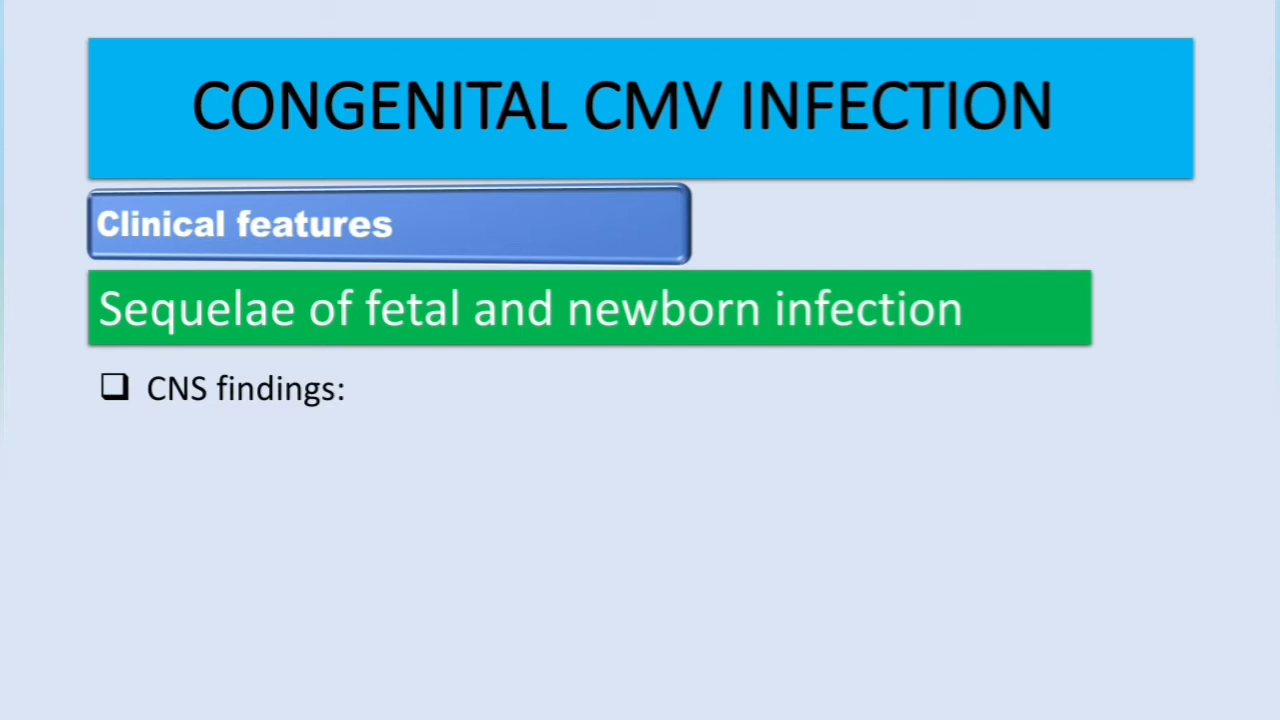 CONGENITAL CMV INFECTION
Clinical features
Sequelae of fetal and newborn infection
❑ CNS findings: